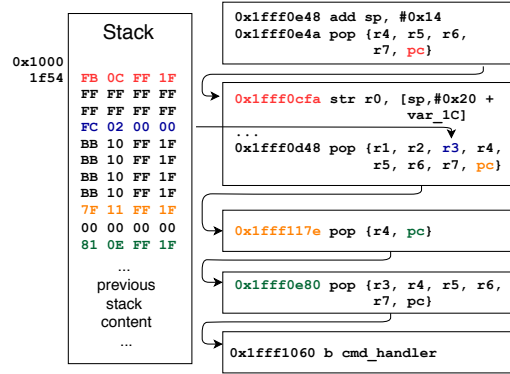 Stack
0x1000
1f54
FB 0C FF 1F
FF FF FF FF
FF FF FF FF
FC 02 00 00
BB 10 FF 1F
BB 10 FF 1F
BB 10 FF 1F
BB 10 FF 1F
7F 11 FF 1F
00 00 00 00
81 0E FF 1F
...
previous
stack
content
...
0x1fff0e48 add sp, #0x14
0x1fff0e4a pop {r4, r5, r6,
r7, pc}
0x1fff0cfa str r0, [sp,#0x20 +
var_1C]
...
0x1fff0d48 pop {r1, r2, r3, r4,
r5, r6, r7, pc}
0x1fff117e pop {r4, pc}
0x1fff0e80 pop {r3, r4, r5, r6,
r7, pc}
0x1fff1060 b cmd_handler